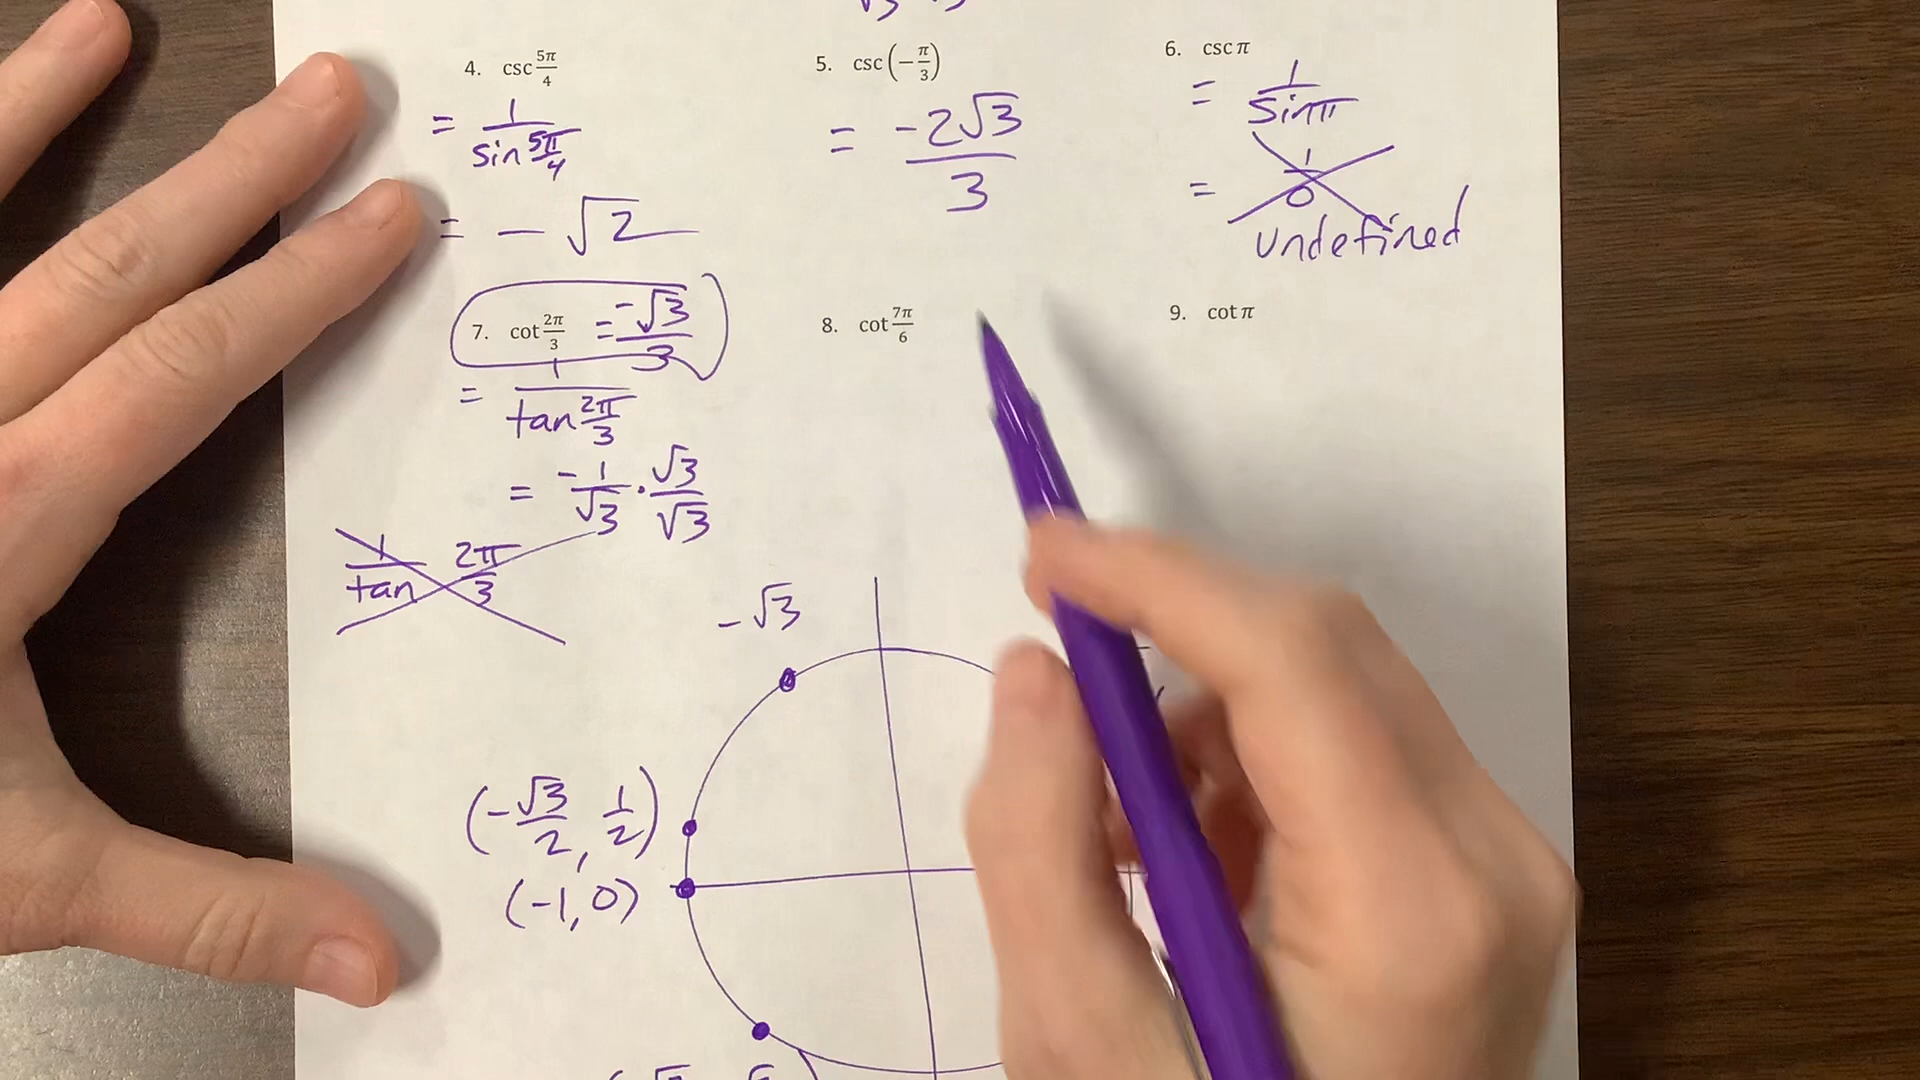 4. csc 5π/4
= 1/sin 5π/4
= - √2
5. csc (-π/3)
= -2√3/3
6. csc π
= 1/sin π
= 1/0
undefined
7. cot 2π/3 = -√3/3
= 1/tan 2π/3
= -1/√3 · √3/√3
1/tan 2π/3
8. cot 7π/6
9. cot π
-√3
(-√3/2, 1/2)
(-1,0)